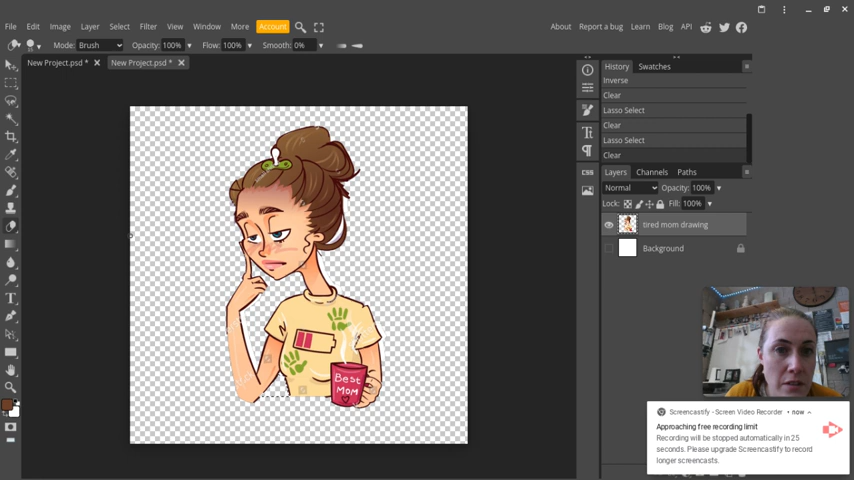 File Edit Image Layer Select Filter View Window More Account About Report a bug Learn Blog API
Mode: Brush Opacity: 100% Flow: 100% Smooth: 0%
New Project.psd * New Project.psd *
History Swatches
Inverse
Clear
Lasso Select
Clear
Lasso Select
Clear
Layers Channels Paths
Normal Opacity: 100%
Lock: Fill: 100%
tired mom drawing
Background
CSS
Best
MOM
Screencastify - Screen Video Recorder • now
Approaching free recording limit
Recording will be stopped automatically in 25
seconds. Please upgrade Screencastify to record
longer screencasts.